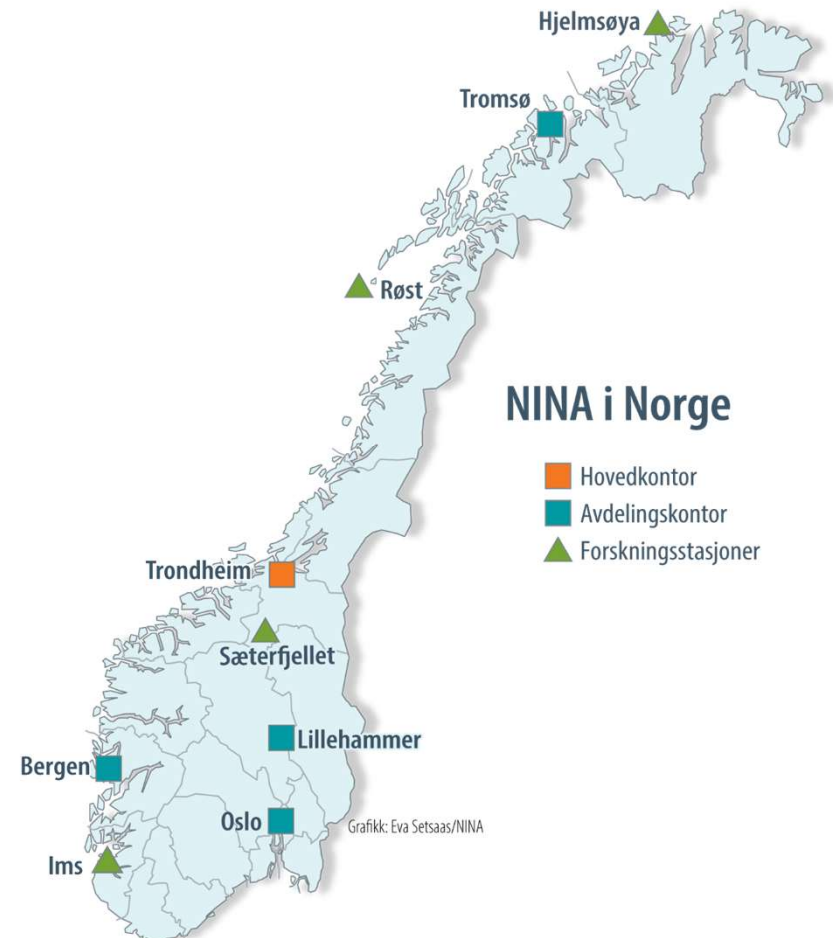 Hjelmsøya
Tromsø
Røst
NINA i Norge
Hovedkontor
Avdelingskontor
Forskningsstasjoner
Trondheim
Sæterfjellet
Lillehammer
Bergen
Oslo
Grafikk: Eva Setsaas/NINA
Ims